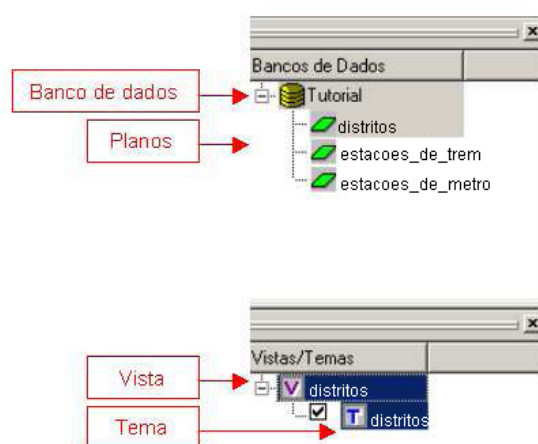 Bancos de Dados
Banco de dados
Tutorial
Planos
distritos
estacoes_de_trem
estacoes_de_metro
Vistas/Temas
Vista
V distritos
Tema
T distritos